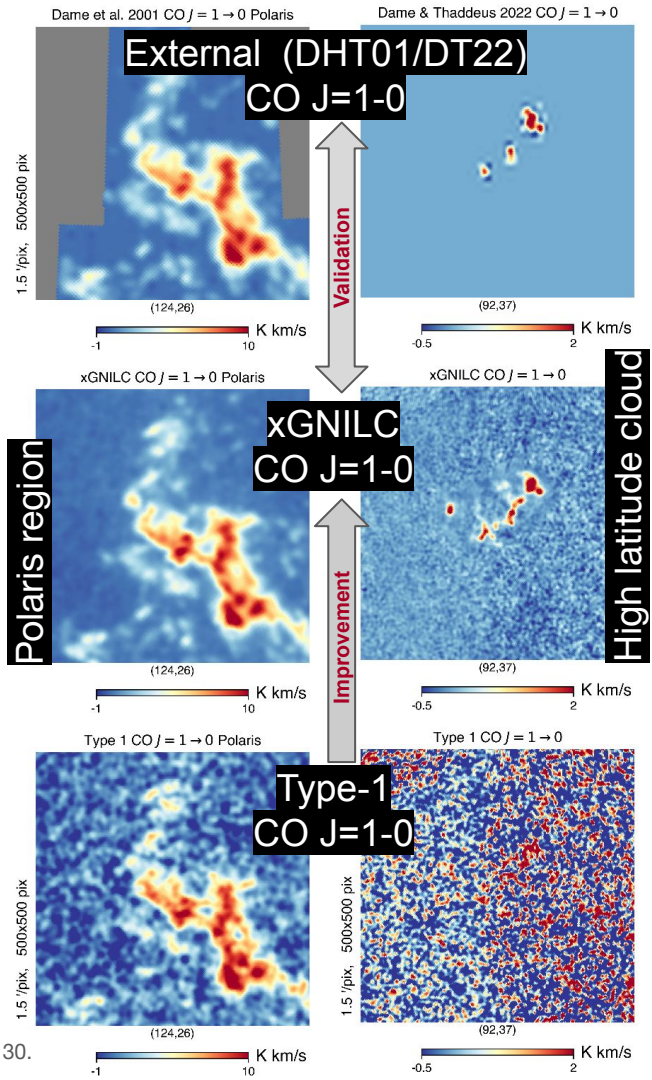 Dame et al. 2001 CO J = 1 → 0 Polaris
Dame & Thaddeus 2022 CO J = 1 → 0
External (DHT01/DT22)
CO J=1-0
1.5 '/pix, 500x500 pix
Validation
(124,26)
(92,37)
K km/s
-1
10
K km/s
-0.5
2
xGNILC CO J = 1 → 0 Polaris
xGNILC CO J = 1 → 0
xGNILC
CO J=1-0
Polaris region
High latitude cloud
Improvement
(124,26)
(92,37)
K km/s
-1
10
K km/s
-0.5
2
Type 1 CO J = 1 → 0 Polaris
Type 1 CO J = 1 → 0
Type-1
CO J=1-0
1.5 '/pix, 500x500 pix
1.5 '/pix, 500x500 pix
(124,26)
(92,37)
30.
K km/s
-1
10
K km/s
-0.5
2